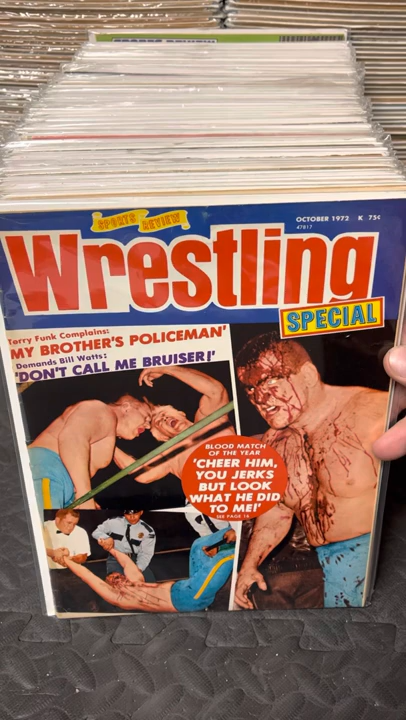 SPORTS REVIEW
OCTOBER 1972 K 75¢
47817
Wrestling
SPECIAL
Terry Funk Complains:
'MY BROTHER'S POLICEMAN'
Demands Bill Watts:
'DON'T CALL ME BRUISER!'
BLOOD MATCH
OF THE YEAR
'CHEER HIM,
YOU JERKS
BUT LOOK
WHAT HE DID
TO ME!'
SEE PAGE 16